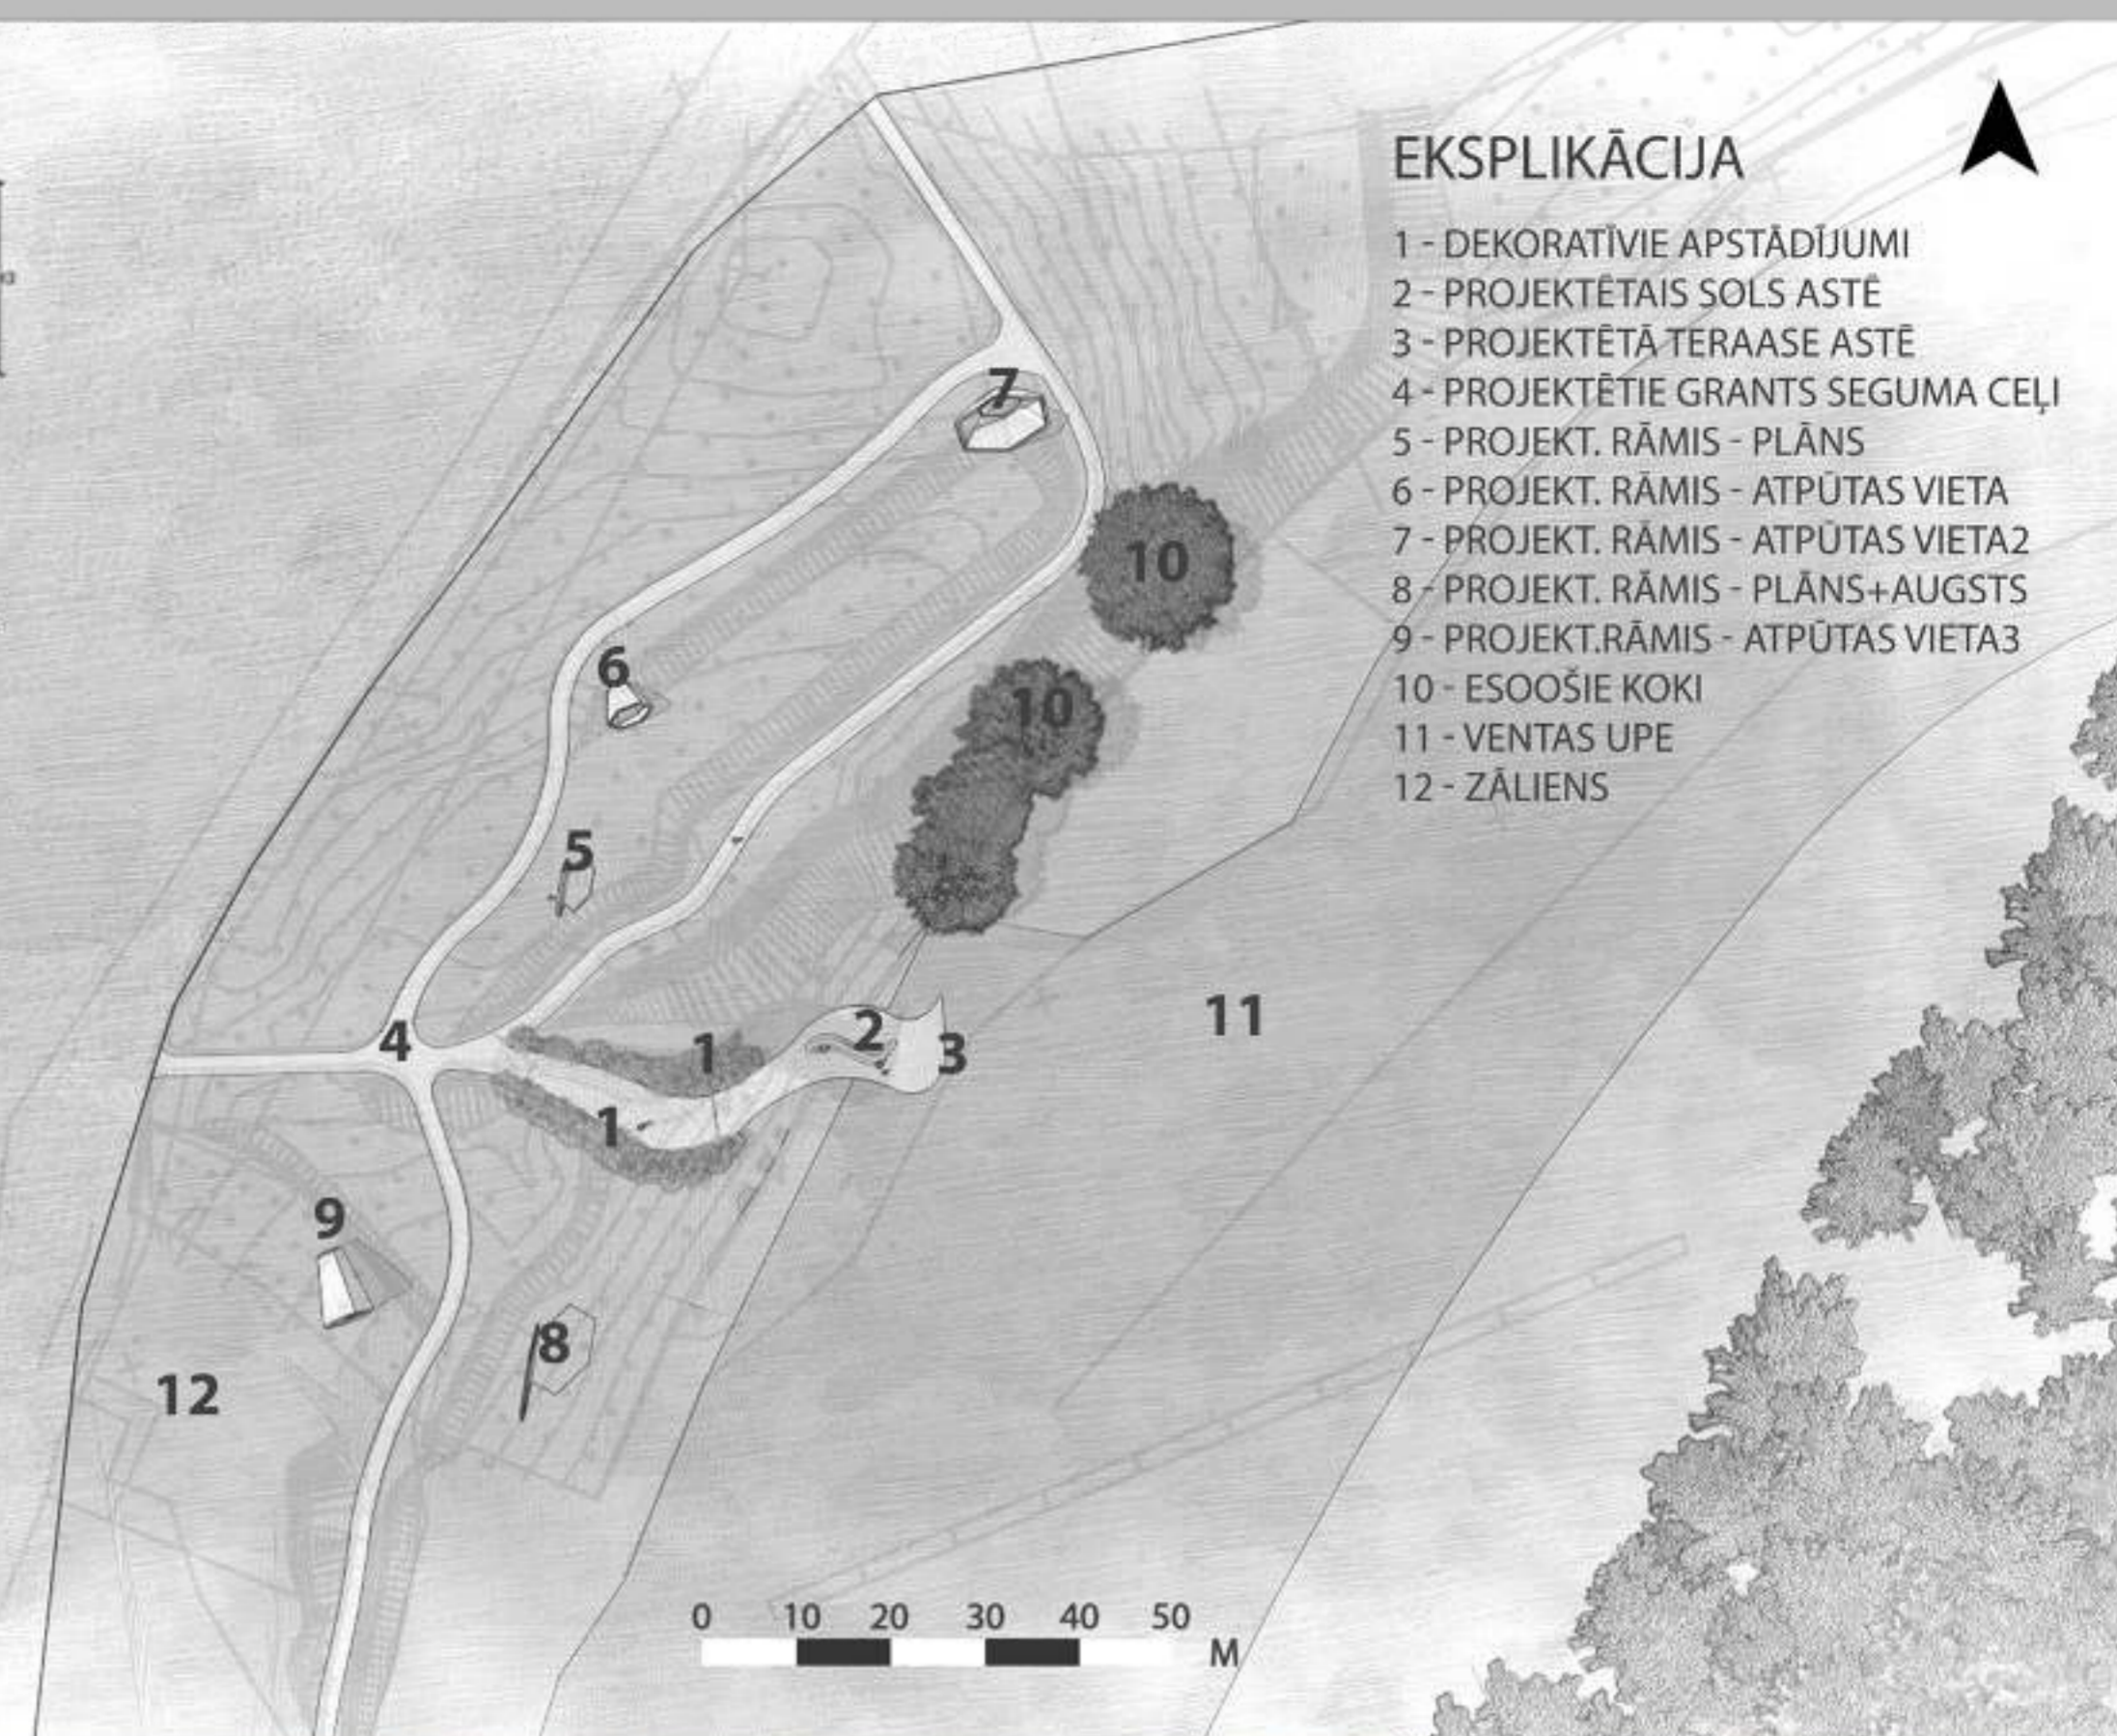 EKSPLIKĀCIJA
1 - DEKORATĪVIE APSTĀDĪJUMI
2 - PROJEKTĒTAIS SOLS ASTĒ
3 - PROJEKTĒTĀ TERAASE ASTĒ
4 - PROJEKTĒTIE GRANTS SEGUMA CEĻI
5 - PROJEKT. RĀMIS - PLĀNS
6 - PROJEKT. RĀMIS - ATPŪTAS VIETA
7 - PROJEKT. RĀMIS - ATPŪTAS VIETA2
8 - PROJEKT. RĀMIS - PLĀNS+AUGSTS
9 - PROJEKT.RĀMIS - ATPŪTAS VIETA3
10 - ESOOŠIE KOKI
11 - VENTAS UPE
12 - ZĀLIENS
7
10
6
10
5
11
4
1
2
3
1
9
8
12
0 10 20 30 40 50
M